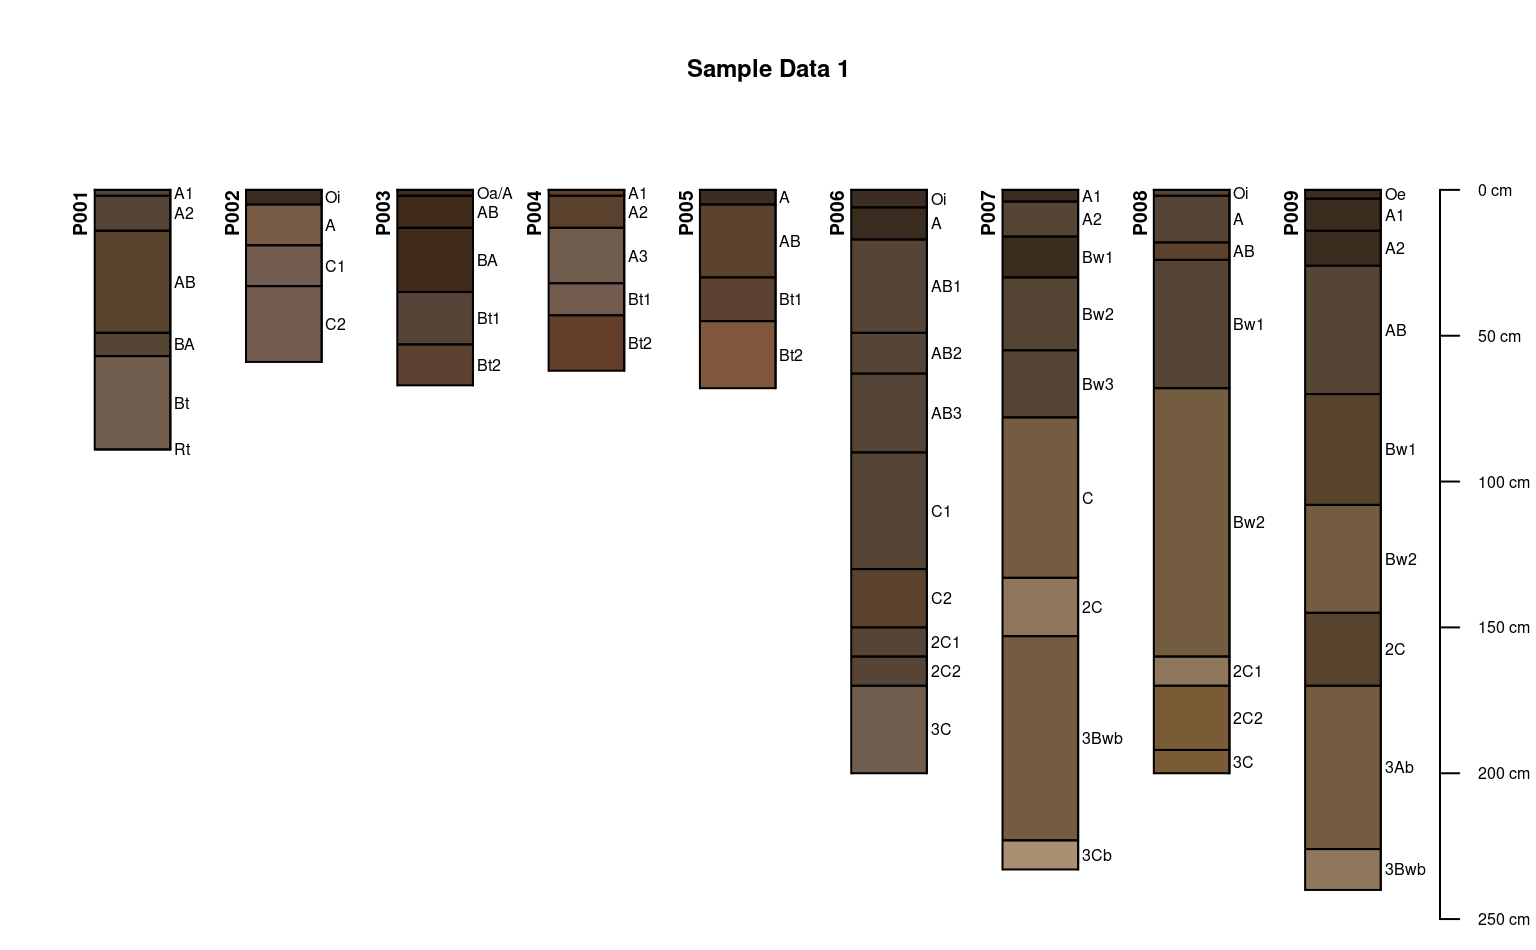 Sample Data 1
P001
A1
A2
AB
BA
Bt
Rt
P002
Oi
A
C1
C2
P003
Oa/A
AB
BA
Bt1
Bt2
P004
A1
A2
A3
Bt1
Bt2
P005
A
AB
Bt1
Bt2
P006
Oi
A
AB1
AB2
AB3
C1
C2
2C1
2C2
3C
P007
A1
A2
Bw1
Bw2
Bw3
C
2C
3Bwb
3Cb
P008
Oi
A
AB
Bw1
Bw2
2C1
2C2
3C
P009
Oe
A1
A2
AB
Bw1
Bw2
2C
3Ab
3Bwb
0 cm
50 cm
100 cm
150 cm
200 cm
250 cm